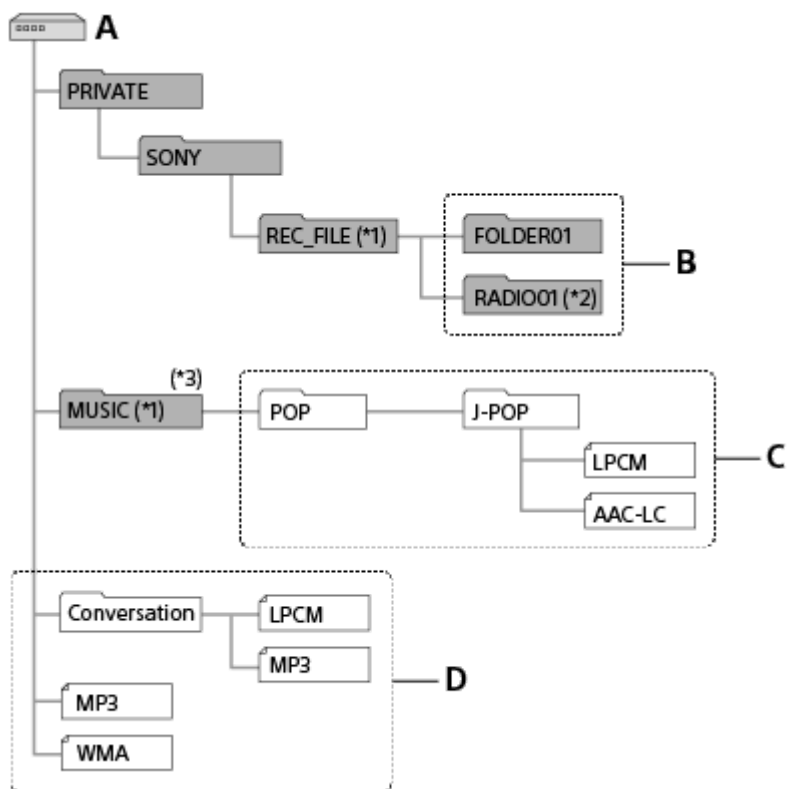 A
PRIVATE
SONY
REC_FILE (*1)
FOLDER01
RADIO01 (*2)
B
(*3)
MUSIC (*1)
POP
J-POP
LPCM
AAC-LC
C
Conversation
LPCM
MP3
D
MP3
WMA